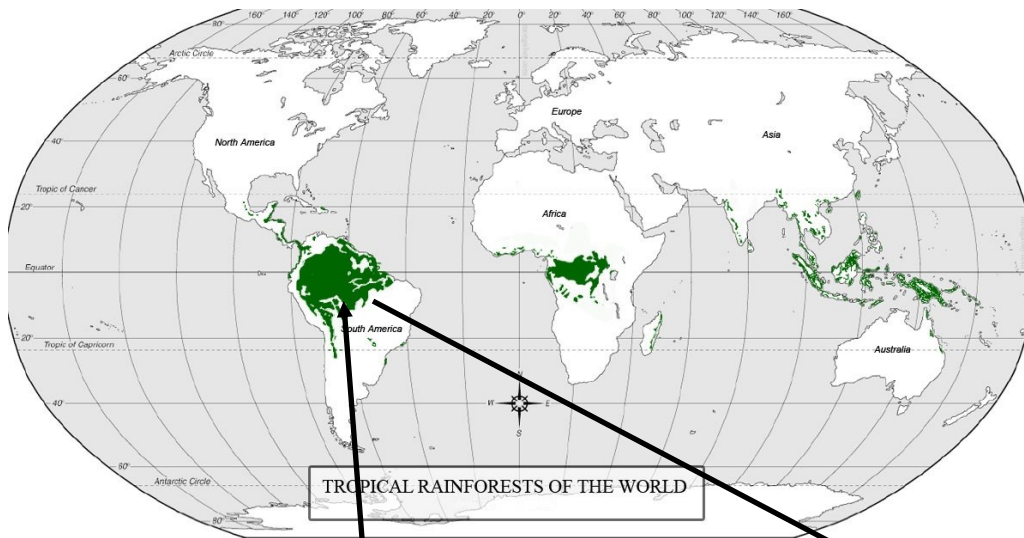 160° 140° 120° 100° 80° 60° 40° 20° 0° 20° 40° 60° 80° 100° 120° 140° 160°
80°
Arctic Circle
60°
Europe
Asia
North America
40°
Tropic of Cancer
20°
Africa
Equator
0°
South America
20°
Tropic of Capricorn
Australia
N
40°
W E
S
60°
TROPICAL RAINFORESTS OF THE WORLD
Antarctic Circle
80°